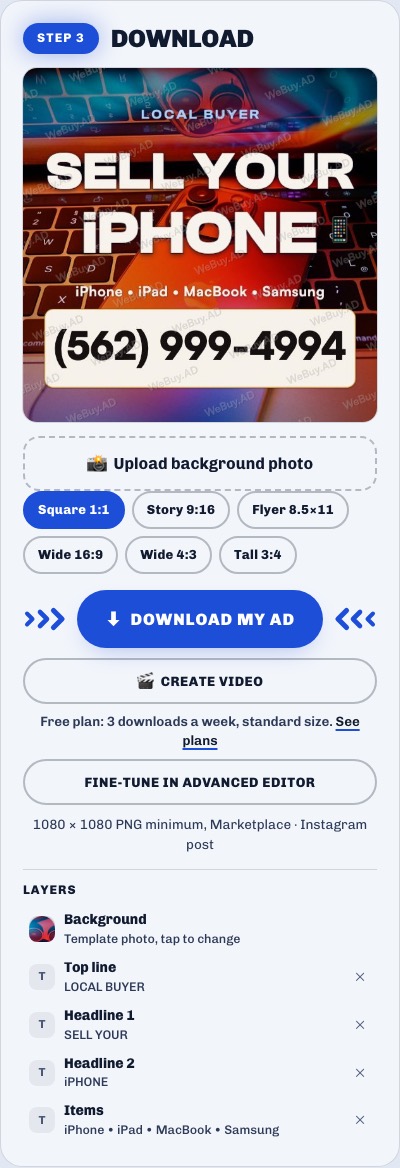 STEP 3 DOWNLOAD
LOCAL BUYER
SELL YOUR
iPHONE
iPhone • iPad • MacBook • Samsung
(562) 999-4994
WeBuy.AD
Upload background photo
Square 1:1 Story 9:16 Flyer 8.5×11
Wide 16:9 Wide 4:3 Tall 3:4
DOWNLOAD MY AD
CREATE VIDEO
Free plan: 3 downloads a week, standard size. See
plans
FINE-TUNE IN ADVANCED EDITOR
1080 × 1080 PNG minimum, Marketplace · Instagram
post
LAYERS
Background
Template photo, tap to change
T Top line
LOCAL BUYER
T Headline 1
SELL YOUR
T Headline 2
iPHONE
T Items
iPhone • iPad • MacBook • Samsung